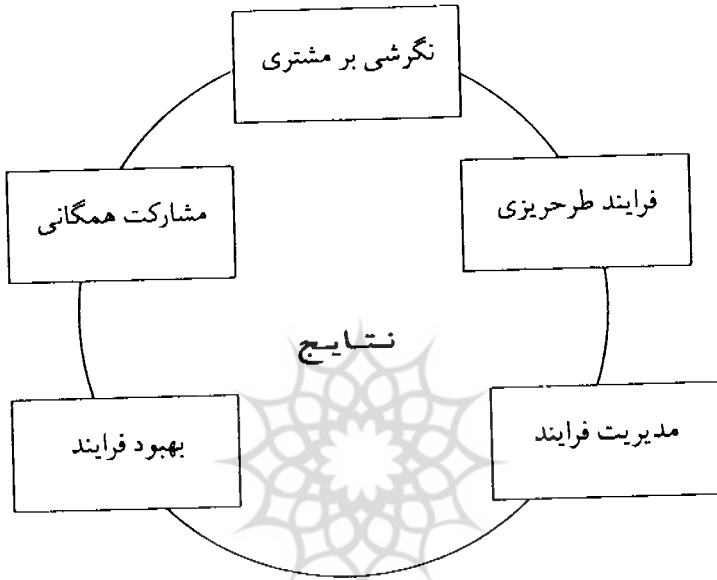 نگرشی بر مشتری
فرایند طرحریزی
مشارکت همگانی
نتایج
مدیریت فرایند
بهبود فرایند